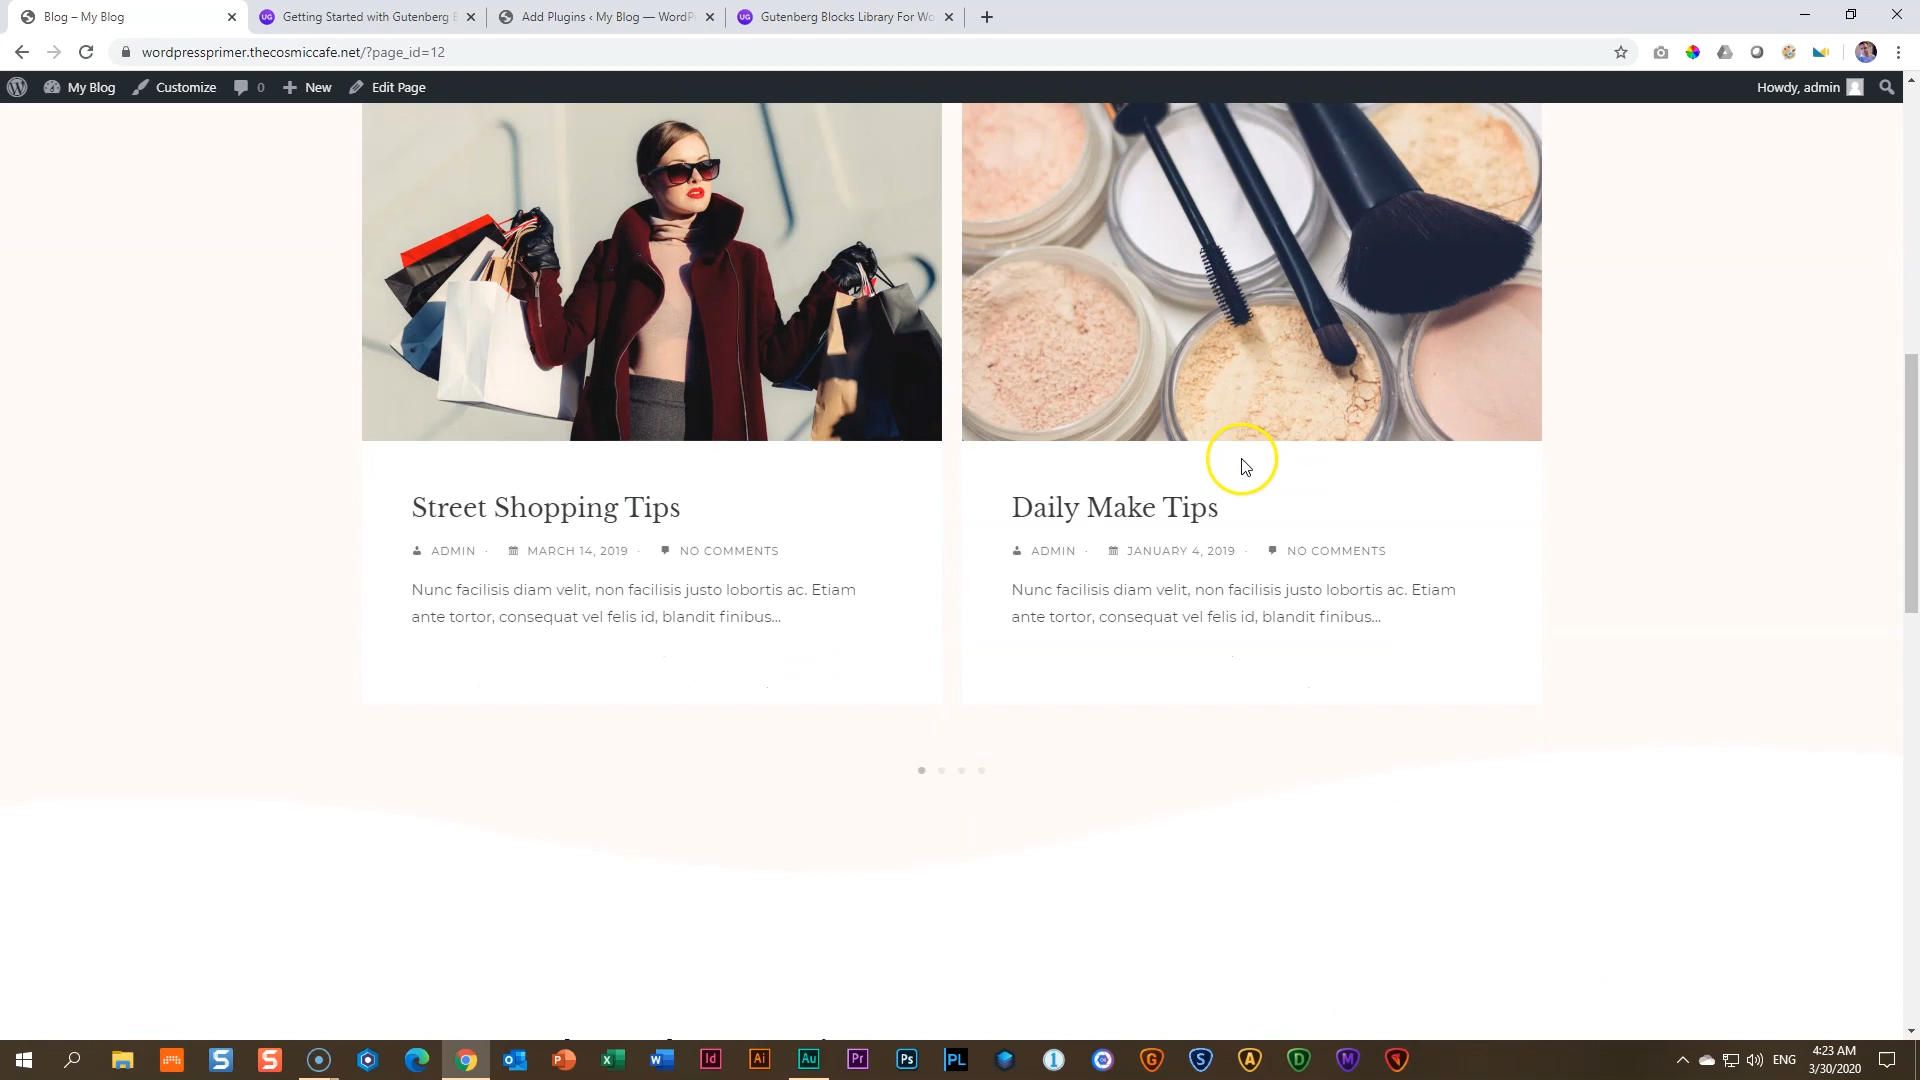 Blog – My Blog
Getting Started with Gutenberg
Add Plugins ‹ My Blog — WordP
Gutenberg Blocks Library For Wo
wordpressprimer.thecosmiccafe.net/?page_id=12
My Blog
Customize
0
New
Edit Page
Howdy, admin
Street Shopping Tips
ADMIN · MARCH 14, 2019 · NO COMMENTS
Nunc facilisis diam velit, non facilisis justo lobortis ac. Etiam
ante tortor, consequat vel felis id, blandit finibus...
Daily Make Tips
ADMIN · JANUARY 4, 2019 · NO COMMENTS
Nunc facilisis diam velit, non facilisis justo lobortis ac. Etiam
ante tortor, consequat vel felis id, blandit finibus...
ENG
4:23 AM
3/30/2020